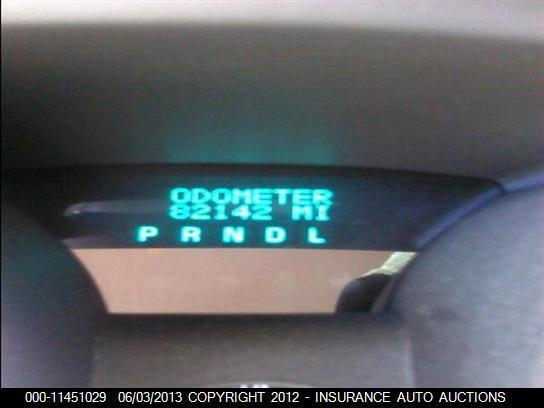 ODOMETER
82142 MI
P R N D L
000-11451029 06/03/2013 COPYRIGHT 2012 - INSURANCE AUTO AUCTIONS